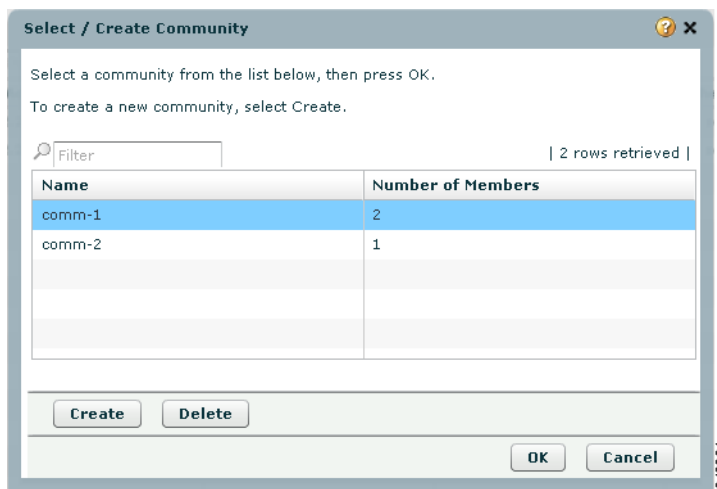 Select / Create Community
Select a community from the list below, then press OK.
To create a new community, select Create.
Filter | 2 rows retrieved |
Name Number of Members
comm-1 2
comm-2 1
Create Delete
OK Cancel